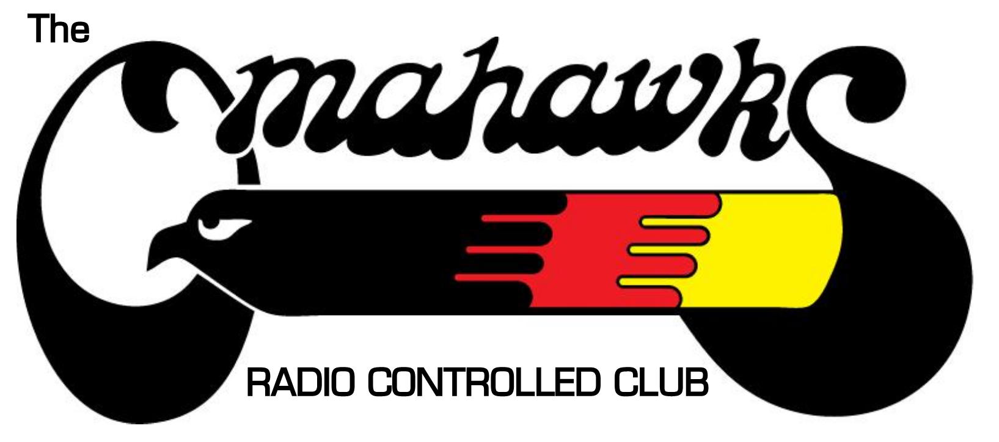 The
OmahawkS
RADIO CONTROLLED CLUB